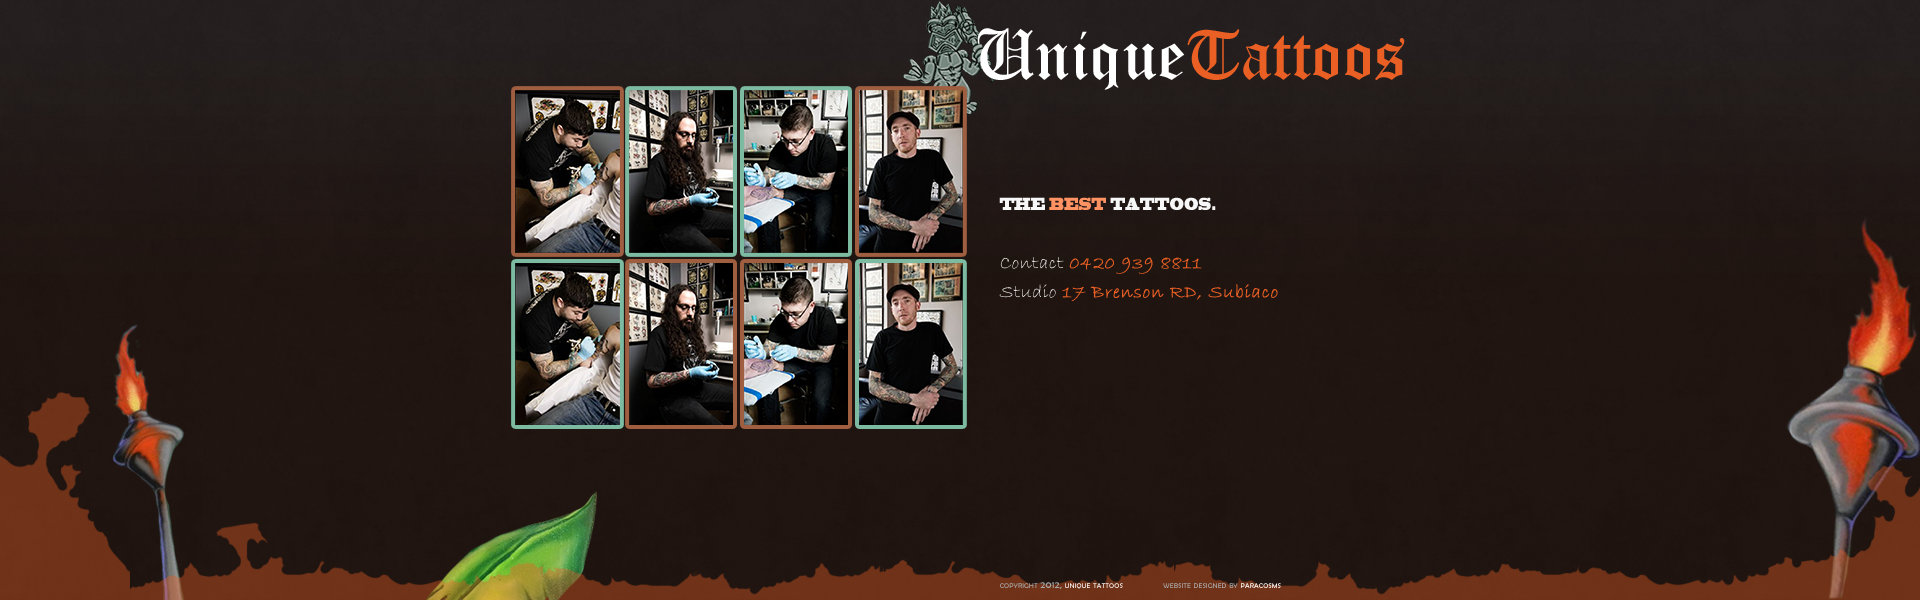 UniqueTattoos
THE BEST TATTOOS.
Contact 0420 939 8811
Studio 17 Brenson RD, Subiaco
COPYRIGHT 2012, UNIQUE TATTOOS
WEBSITE DESIGNED BY PARACOSMS